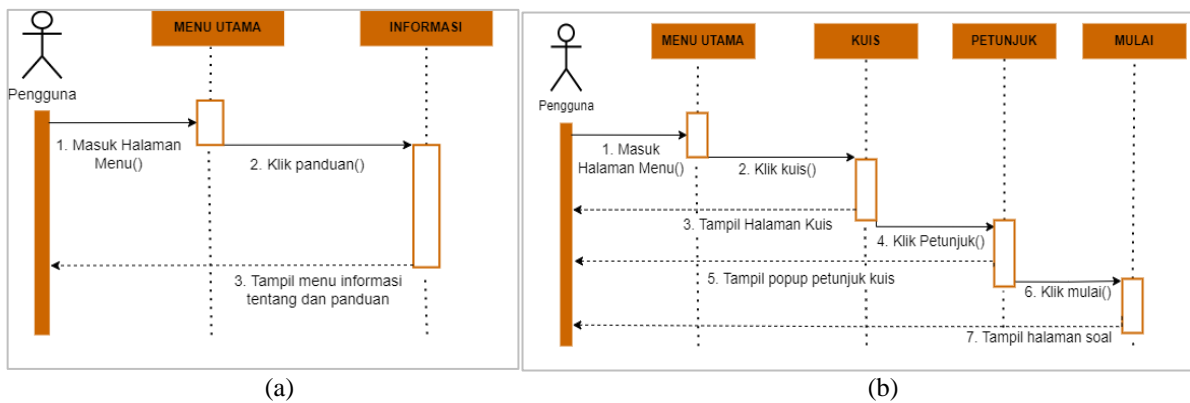 MENU UTAMA
INFORMASI
Pengguna
1. Masuk Halaman
Menu()
2. Klik panduan()
3. Tampil menu informasi
tentang dan panduan
(a)
MENU UTAMA
KUIS
PETUNJUK
MULAI
Pengguna
1. Masuk
Halaman Menu()
2. Klik kuis()
3. Tampil Halaman Kuis
4. Klik Petunjuk()
5. Tampil popup petunjuk kuis
6. Klik mulai()
7. Tampil halaman soal
(b)